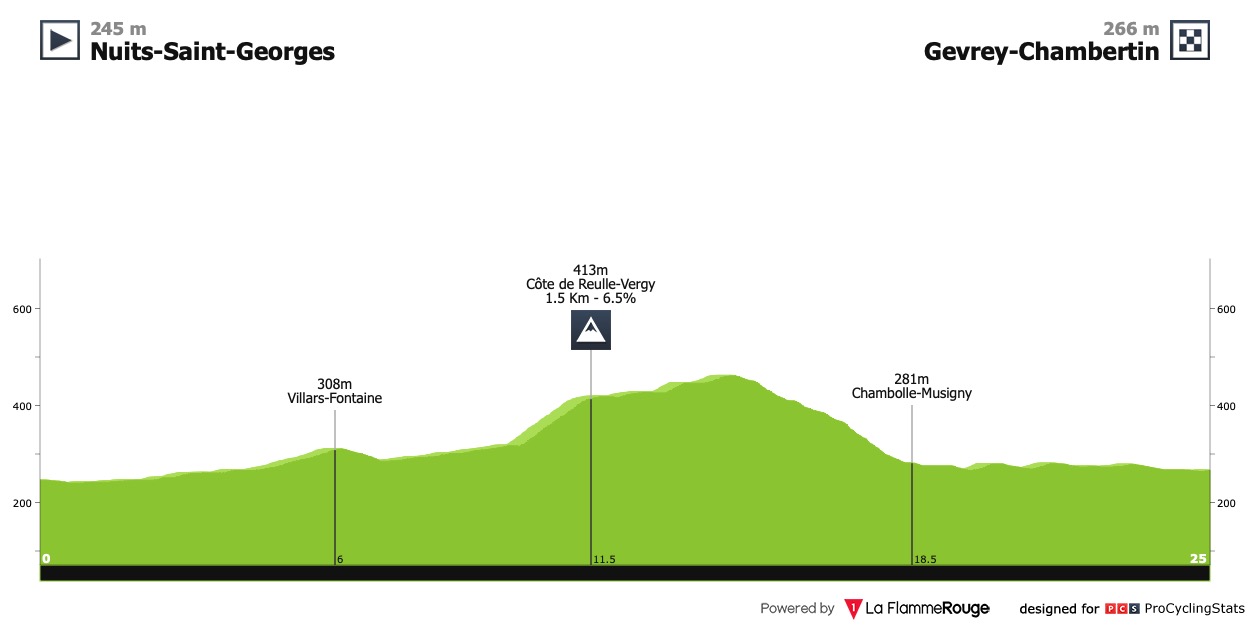 245 m
Nuits-Saint-Georges
266 m
Gevrey-Chambertin
413m
Côte de Reulle-Vergy
1.5 Km - 6.5%
308m
Villars-Fontaine
281m
Chambolle-Musigny
600
400
200
600
400
200
0
6
11.5
18.5
25
Powered by 1 La FlammeRouge designed for PCS ProCyclingStats